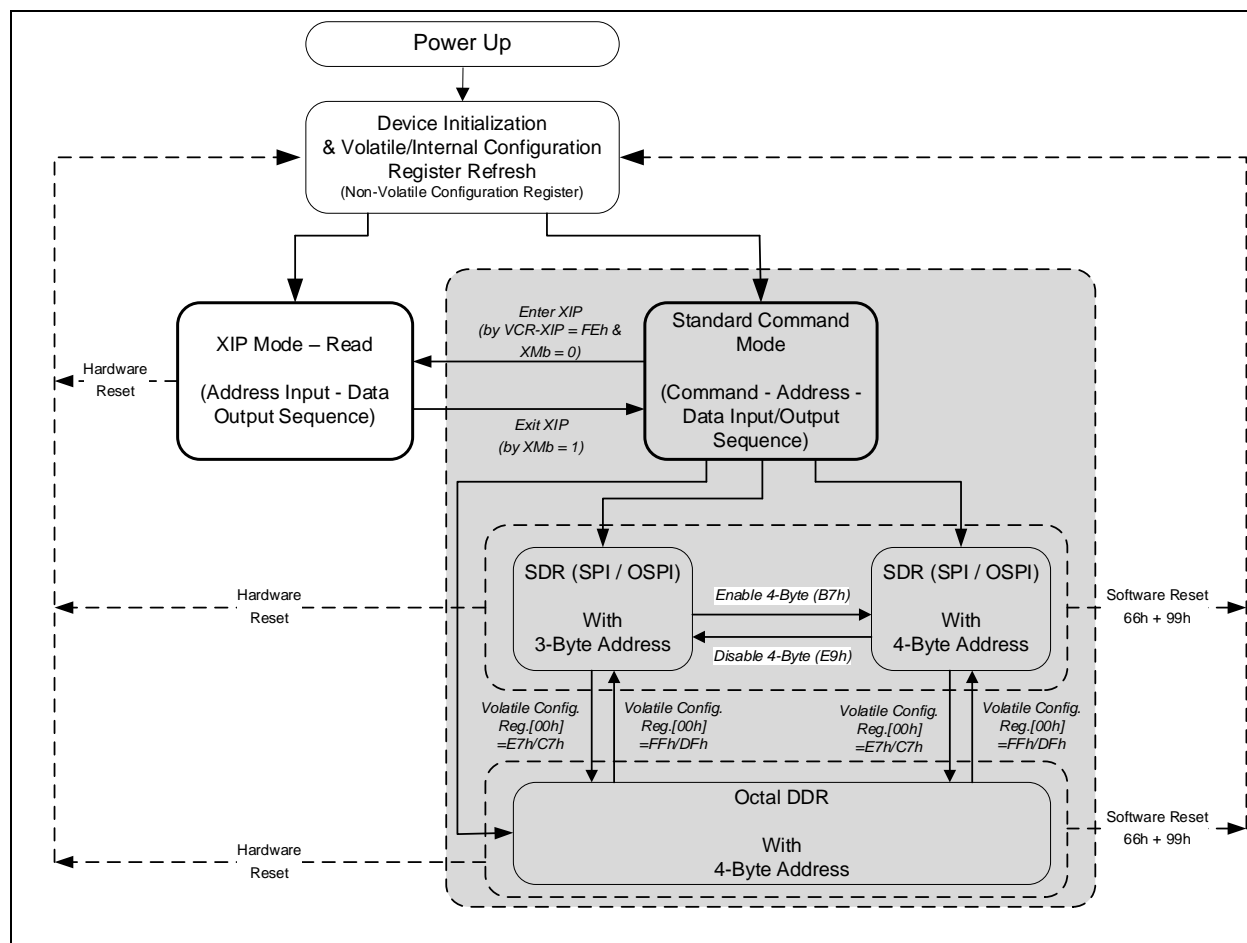 Power Up
Device Initialization
& Volatile/Internal Configuration
Register Refresh
(Non-Volatile Configuration Register)
XIP Mode – Read
(Address Input - Data
Output Sequence)
Enter XIP
(by VCR-XIP = FEh &
XMb = 0)
Exit XIP
(by XMb = 1)
Standard Command
Mode
(Command - Address -
Data Input/Output
Sequence)
Hardware
Reset
SDR (SPI / OSPI)
With
3-Byte Address
Enable 4-Byte (B7h)
Disable 4-Byte (E9h)
SDR (SPI / OSPI)
With
4-Byte Address
Hardware
Reset
Software Reset
66h + 99h
Volatile Config.
Reg.[00h]
=E7h/C7h
Volatile Config.
Reg.[00h]
=FFh/DFh
Volatile Config.
Reg.[00h]
=E7h/C7h
Volatile Config.
Reg.[00h]
=FFh/DFh
Octal DDR
With
4-Byte Address
Hardware
Reset
Software Reset
66h + 99h